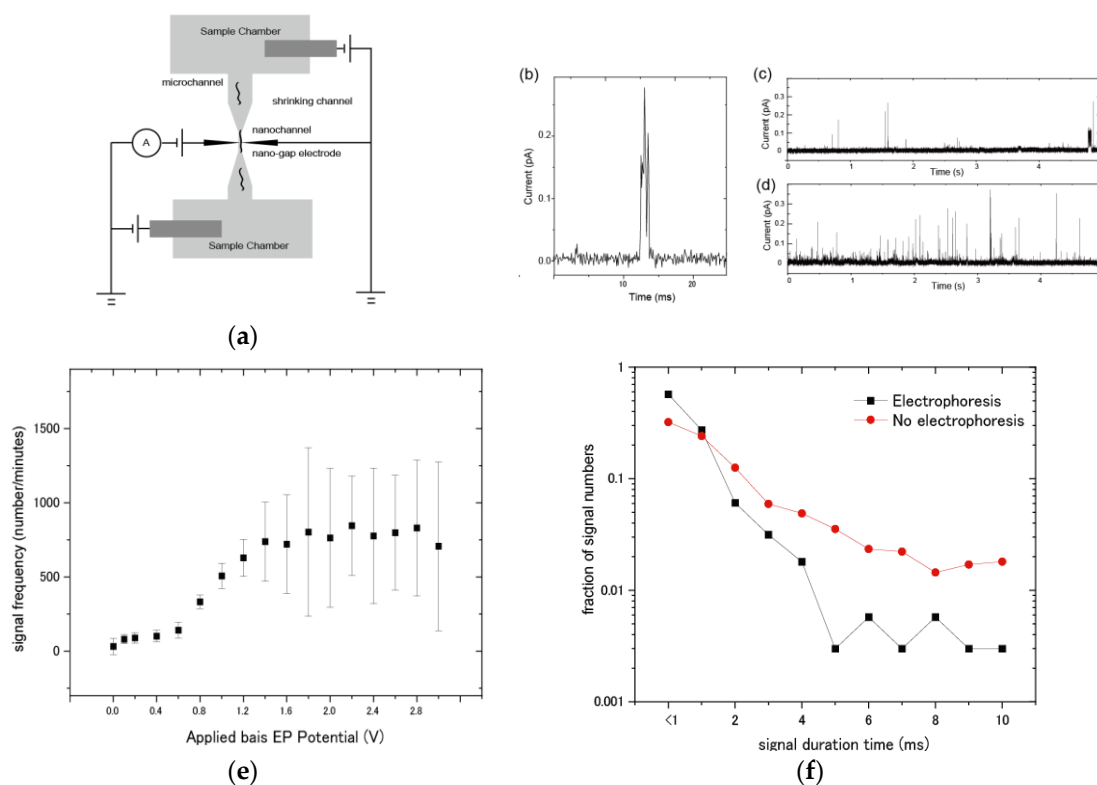 Sample Chamber
microchannel
shrinking channel
nanochannel
A
nano-gap electrode
Sample Chamber
(a)
(b)
Current (pA)
0.2
0.1
0.0
10
20
Time (ms)
(c)
Current (pA)
0.3
0.2
0.1
0
0
1
2
3
4
Time (s)
(d)
Current (pA)
0.3
0.2
0.1
0
0
1
2
3
4
Time (s)
signal frequency (number/minutes)
1500
1000
500
0
0.0
0.4
0.8
1.2
1.6
2.0
2.4
2.8
Applied bais EP Potential (V)
(e)
fraction of signal numbers
1
0.1
0.01
0.001
Electrophoresis
No electrophoresis
<1
2
4
6
8
10
signal duration time (ms)
(f)